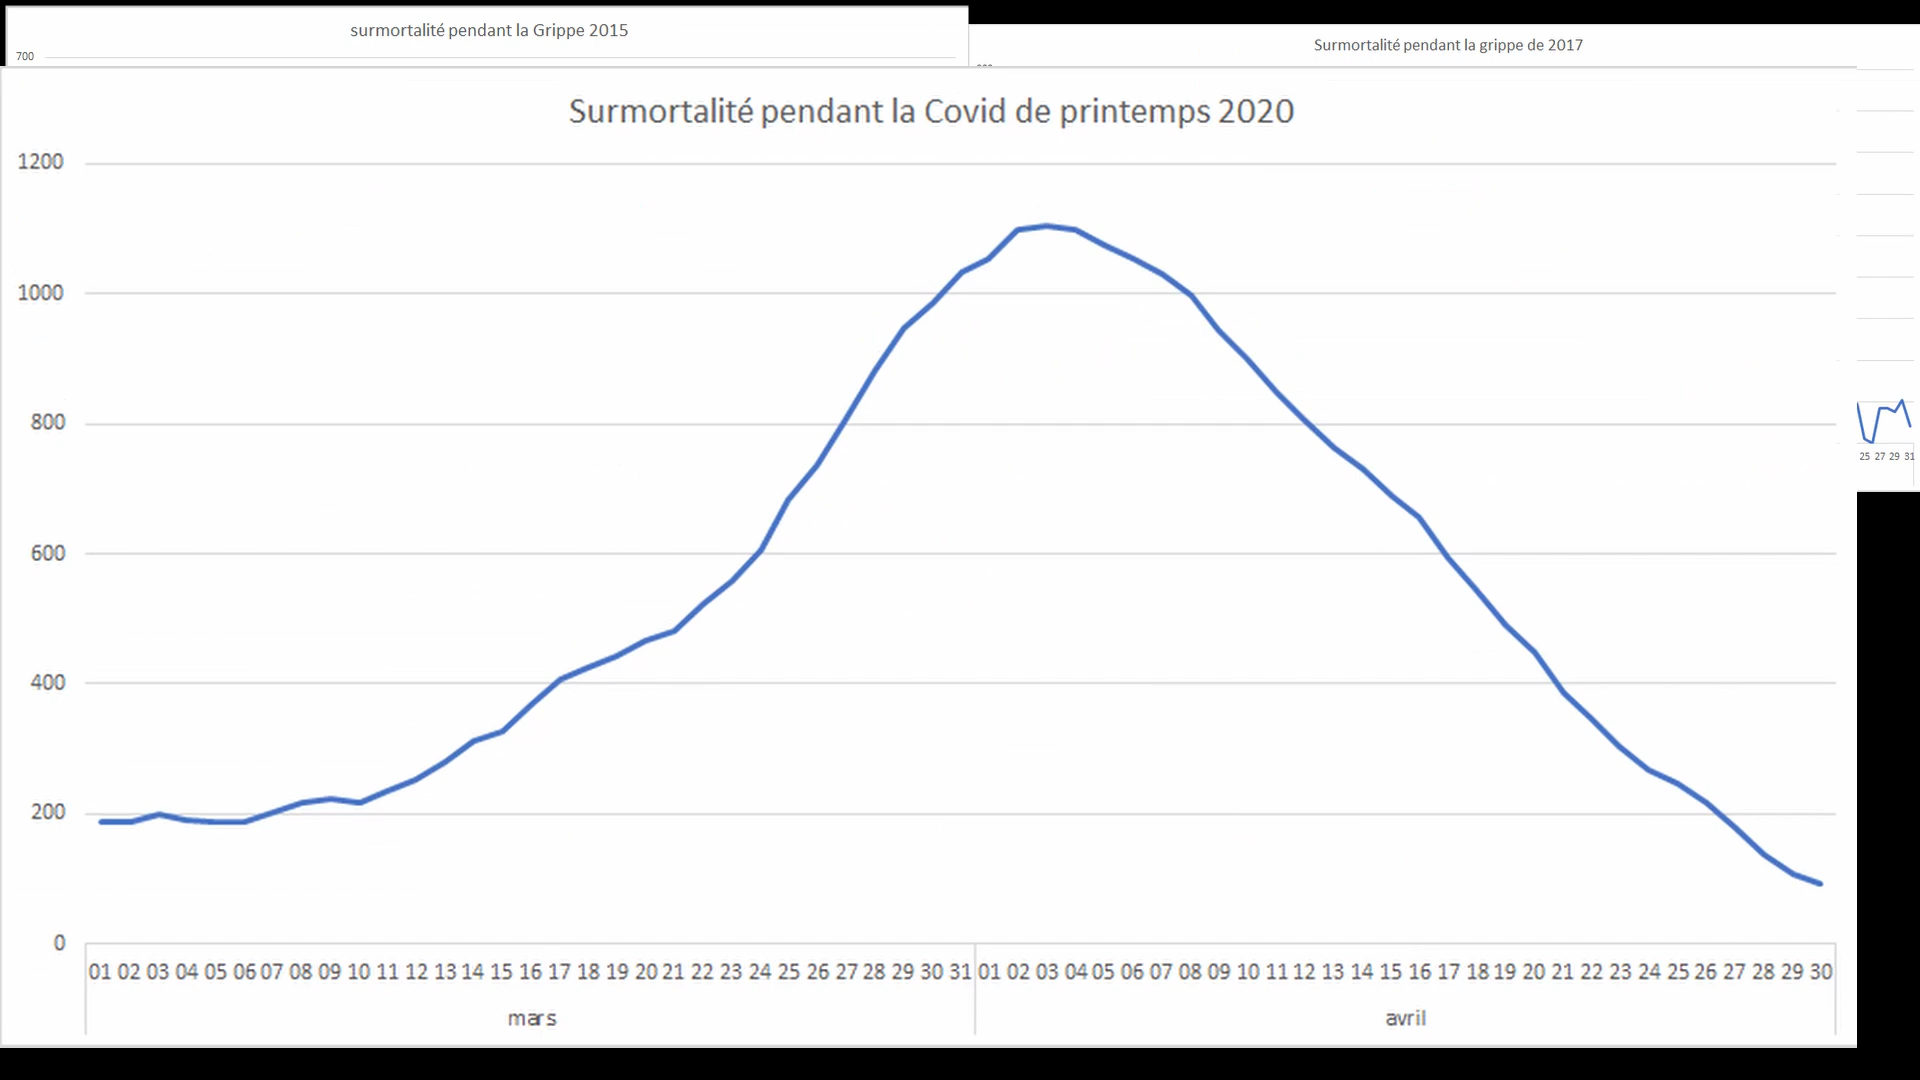 surmortalité pendant la Grippe 2015
700
Surmortalité pendant la grippe de 2017
Surmortalité pendant la Covid de printemps 2020
1200
1000
800
600
400
200
0
01 02 03 04 05 06 07 08 09 10 11 12 13 14 15 16 17 18 19 20 21 22 23 24 25 26 27 28 29 30 31 01 02 03 04 05 06 07 08 09 10 11 12 13 14 15 16 17 18 19 20 21 22 23 24 25 26 27 28 29 30
mars avril
25 27 29 31